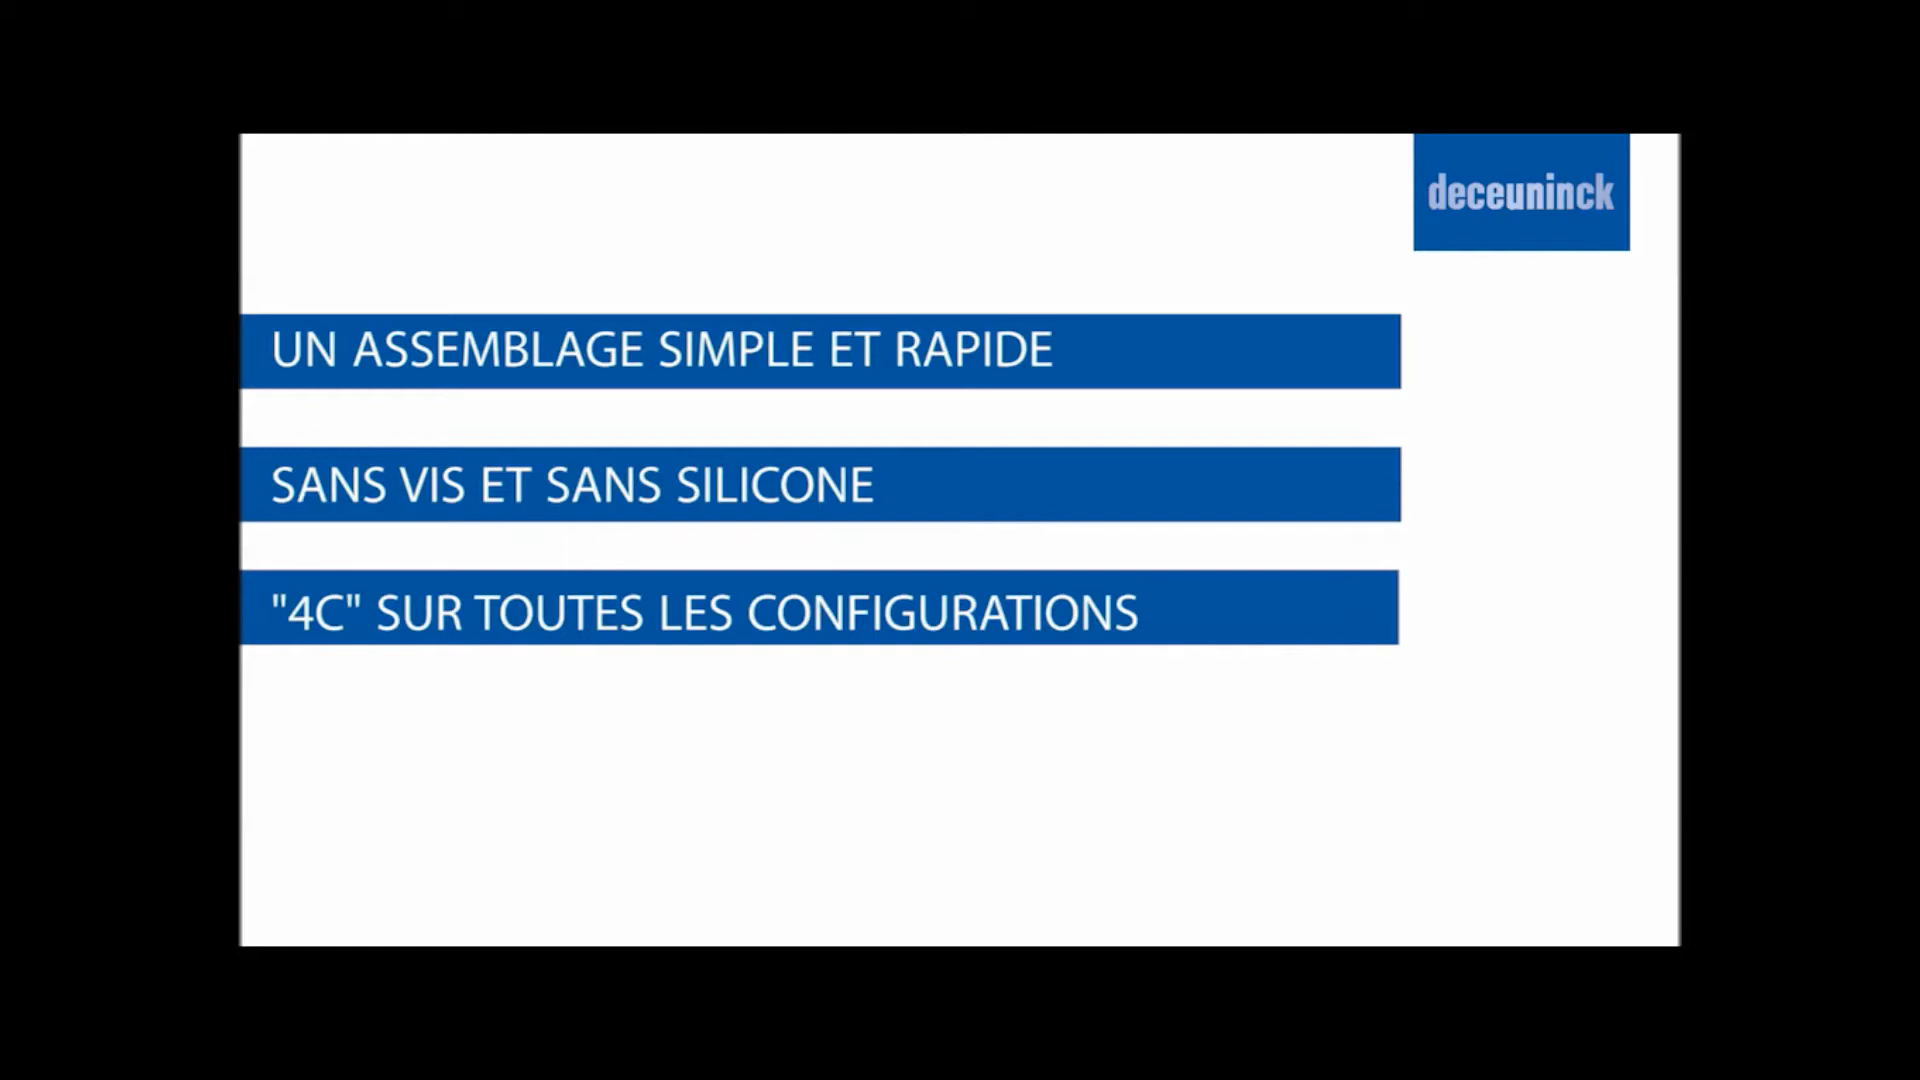 deceuninck
UN ASSEMBLAGE SIMPLE ET RAPIDE
SANS VIS ET SANS SILICONE
"4C" SUR TOUTES LES CONFIGURATIONS